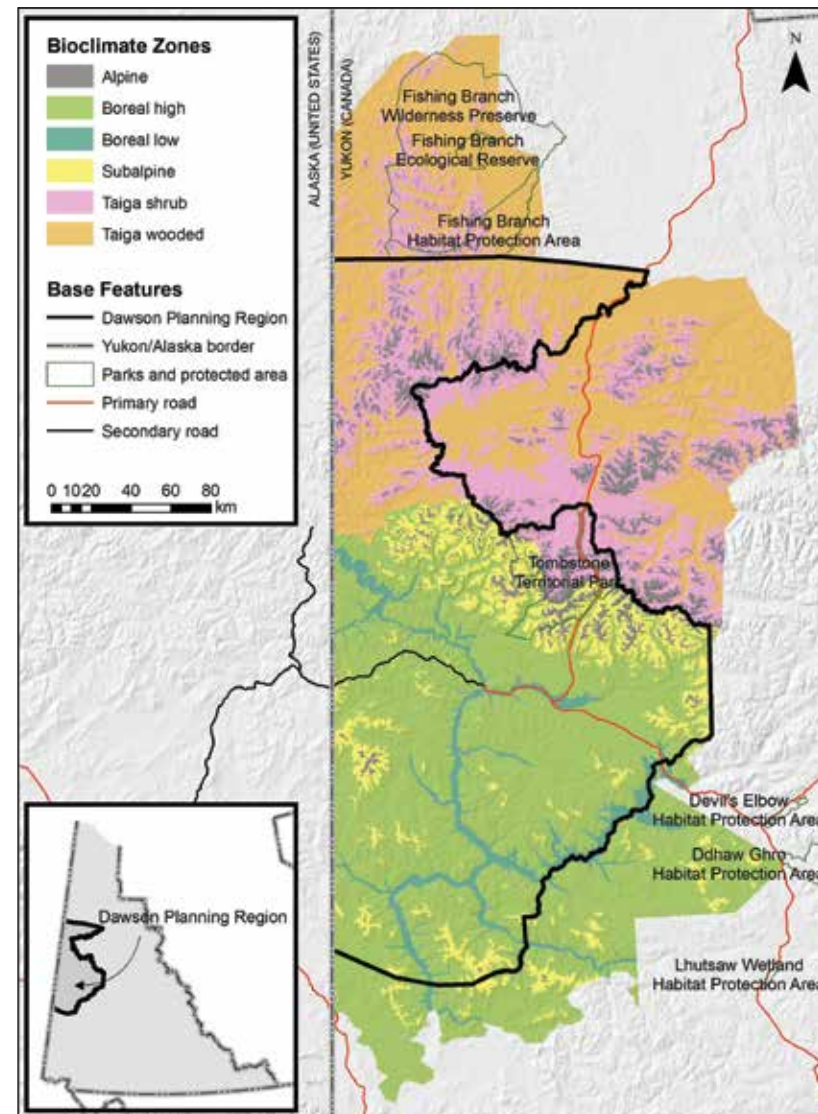 Bioclimate Zones
Alpine
Boreal high
Boreal low
Subalpine
Taiga shrub
Taiga wooded
Base Features
Dawson Planning Region
Yukon/Alaska border
Parks and protected area
Primary road
Secondary road
0 10 20 40 60 80
km
ALASKA (UNITED STATES)
YUKON (CANADA)
N
Fishing Branch
Wilderness Preserve
Fishing Branch
Ecological Reserve
Fishing Branch
Habitat Protection Area
Tombstone
Territorial Park
Devil's Elbow
Habitat Protection Area
Ddhaw Ghro
Habitat Protection Area
Lhutsaw Wetland
Habitat Protection Area
Dawson Planning Region